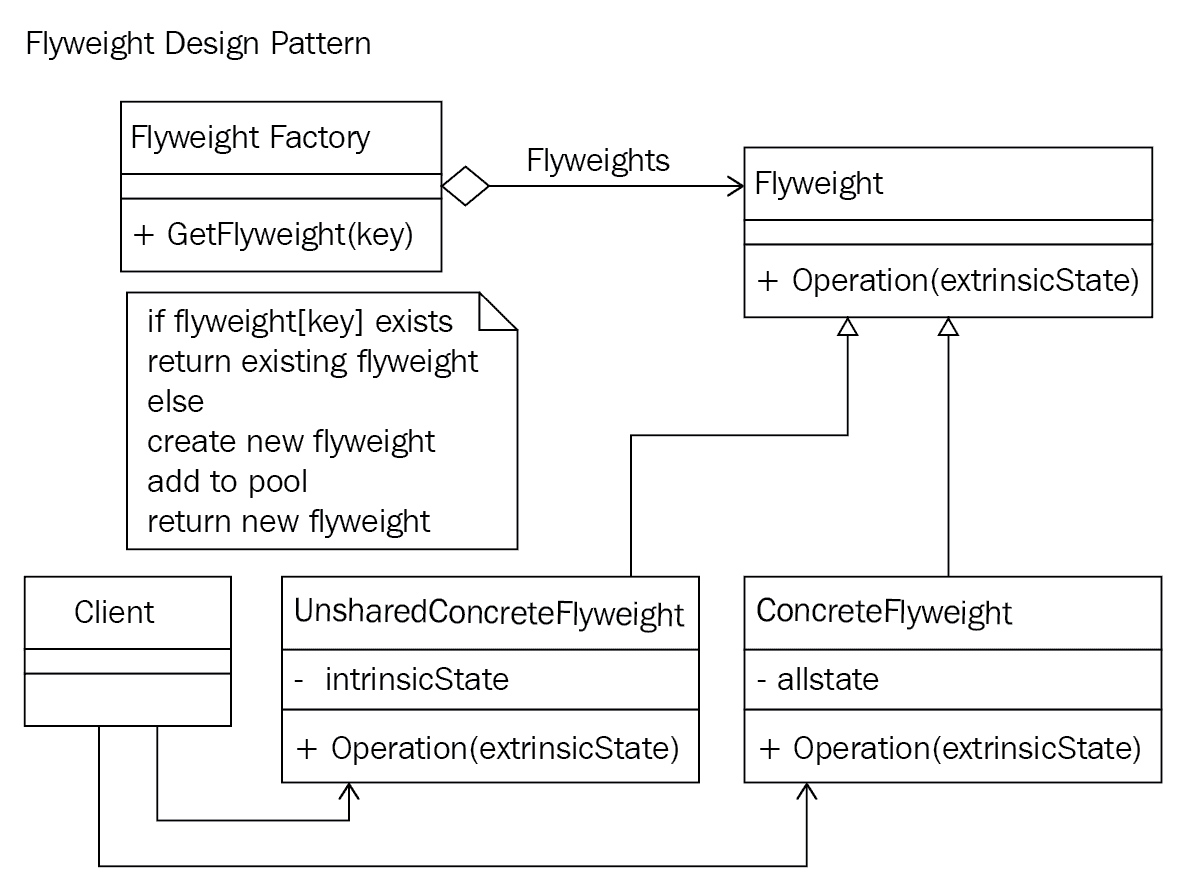 Flyweight Design Pattern
Flyweight Factory
+ GetFlyweight(key)
Flyweights
Flyweight
+ Operation(extrinsicState)
if flyweight[key] exists
return existing flyweight
else
create new flyweight
add to pool
return new flyweight
Client
UnsharedConcreteFlyweight
- intrinsicState
+ Operation(extrinsicState)
ConcreteFlyweight
- allstate
+ Operation(extrinsicState)